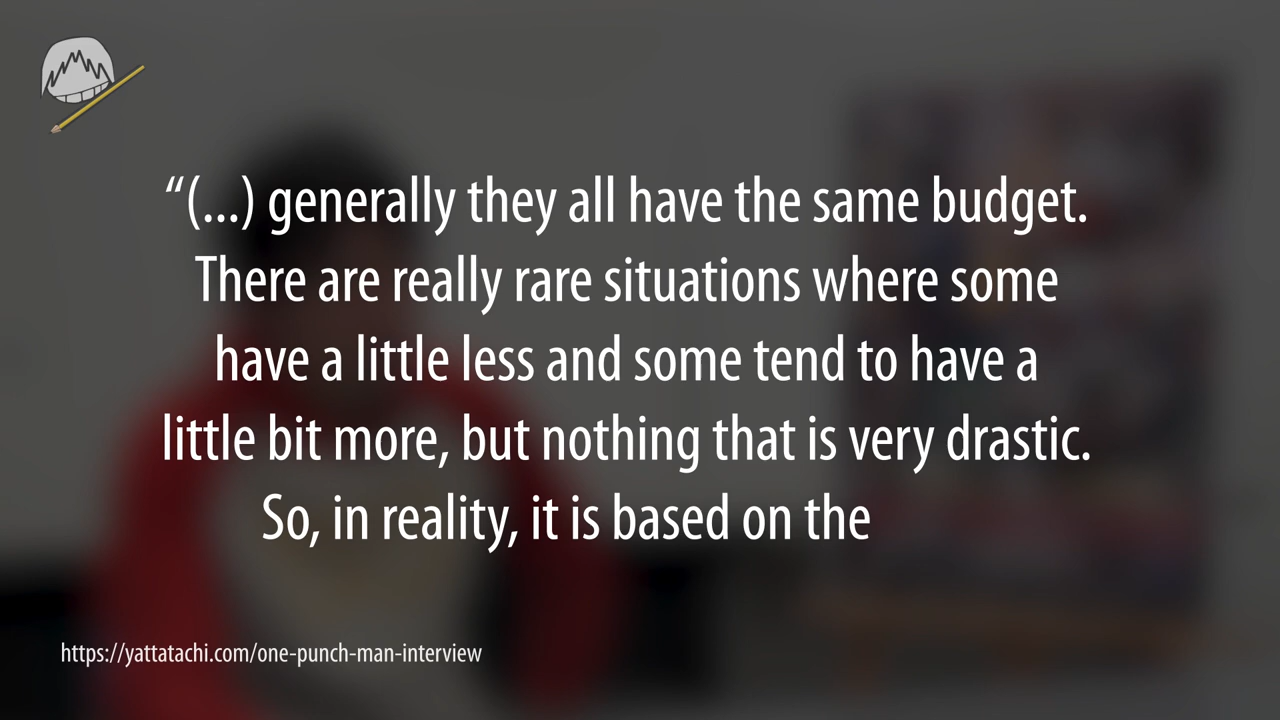 “(...) generally they all have the same budget.
There are really rare situations where some
have a little less and some tend to have a
little bit more, but nothing that is very drastic.
So, in reality, it is based on the
https://yattatachi.com/one-punch-man-interview